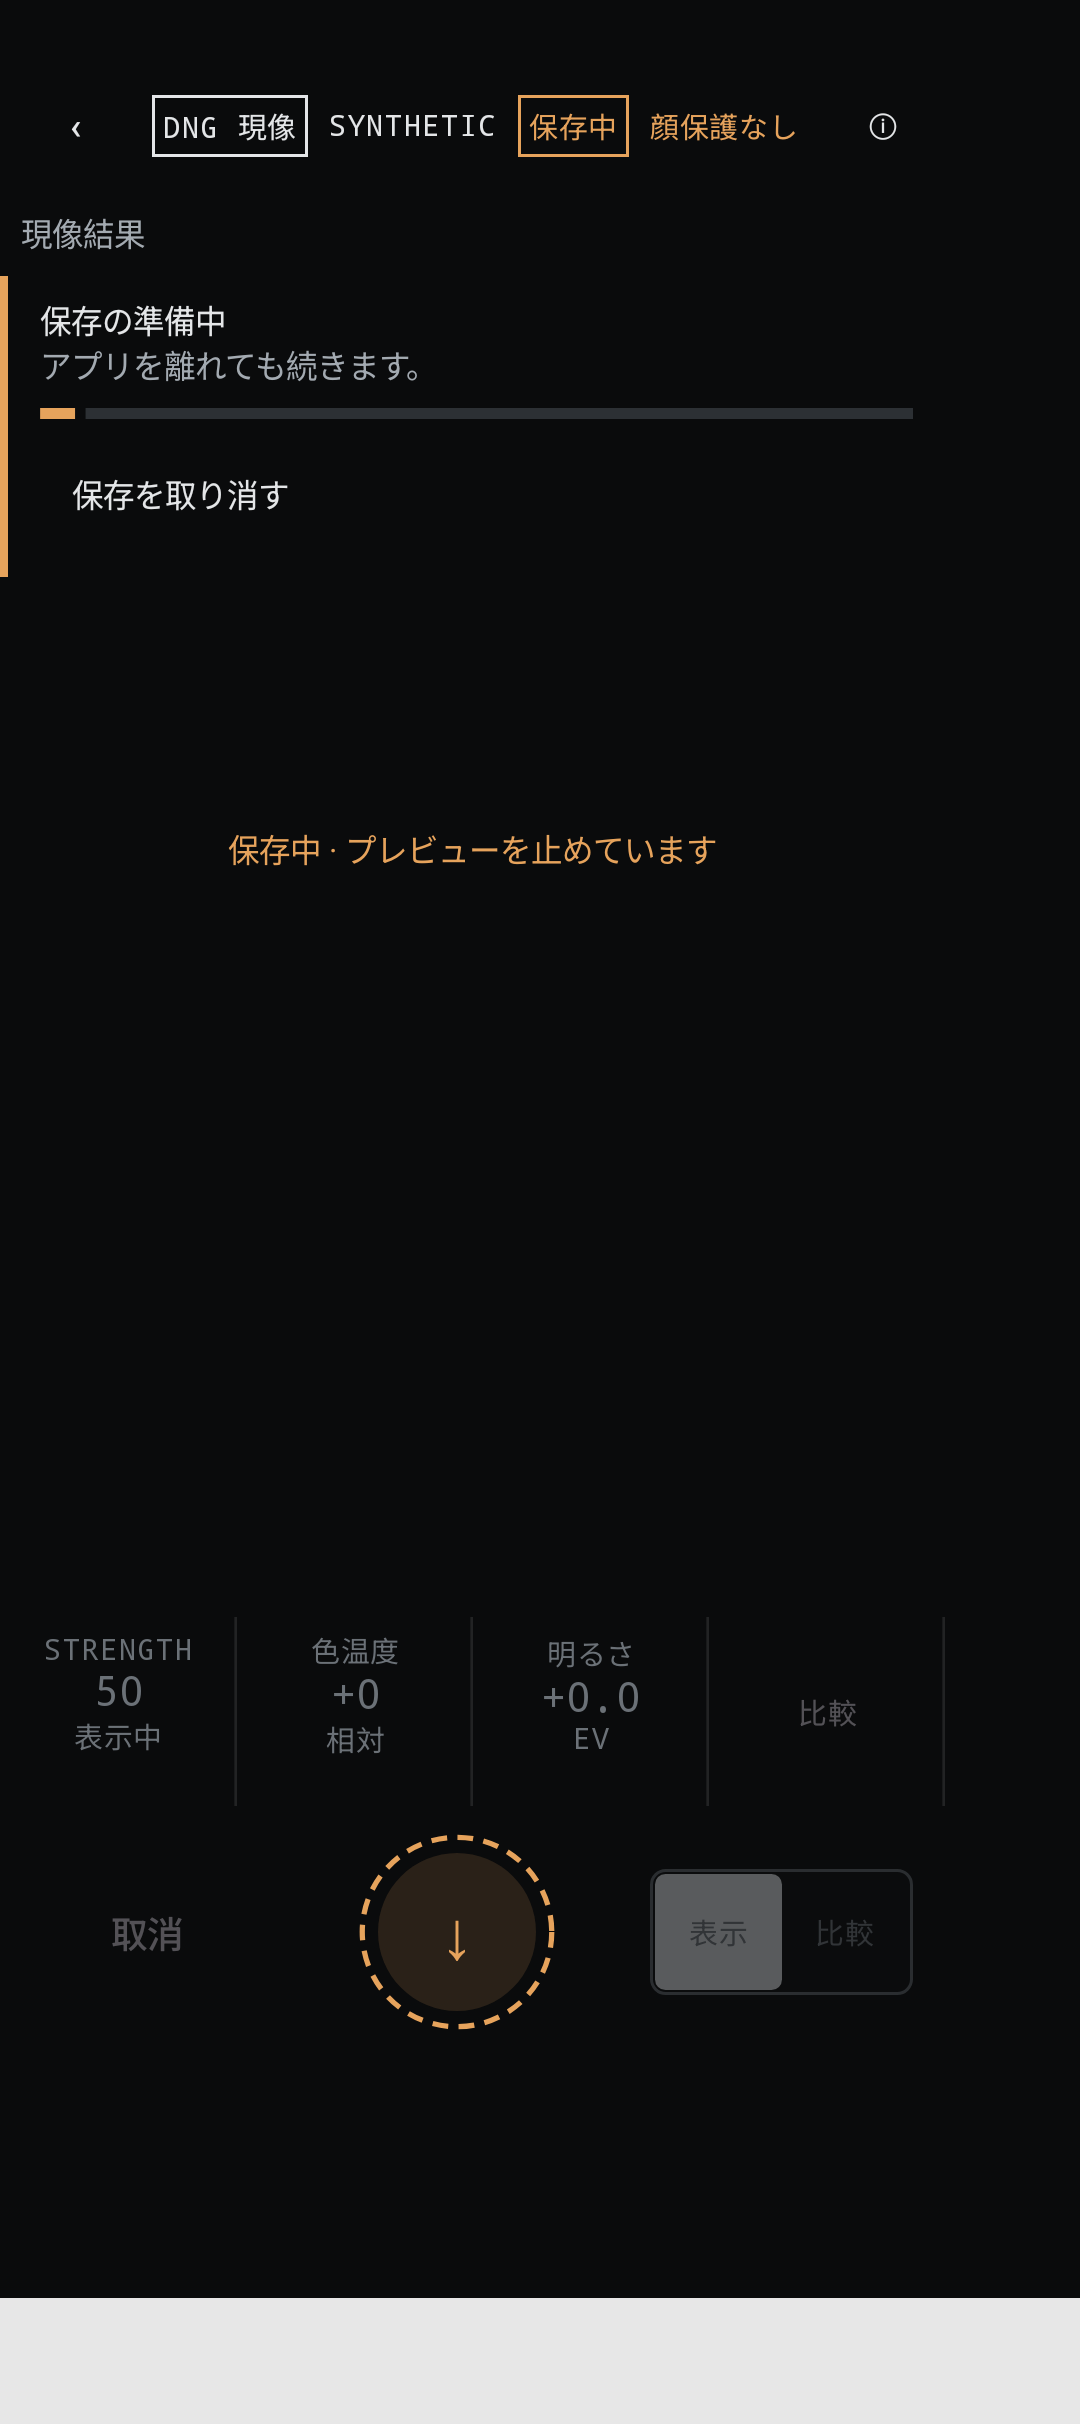 ‹ DNG 現像 SYNTHETIC 保存中 顔保護なし ⓘ
現像結果
保存の準備中
アプリを離れても続きます。
保存を取り消す
保存中 · プレビューを止めています
STRENGTH
50
表示中
色温度
+0
相対
明るさ
+0.0
EV
比較
取消
↓
表示 比較